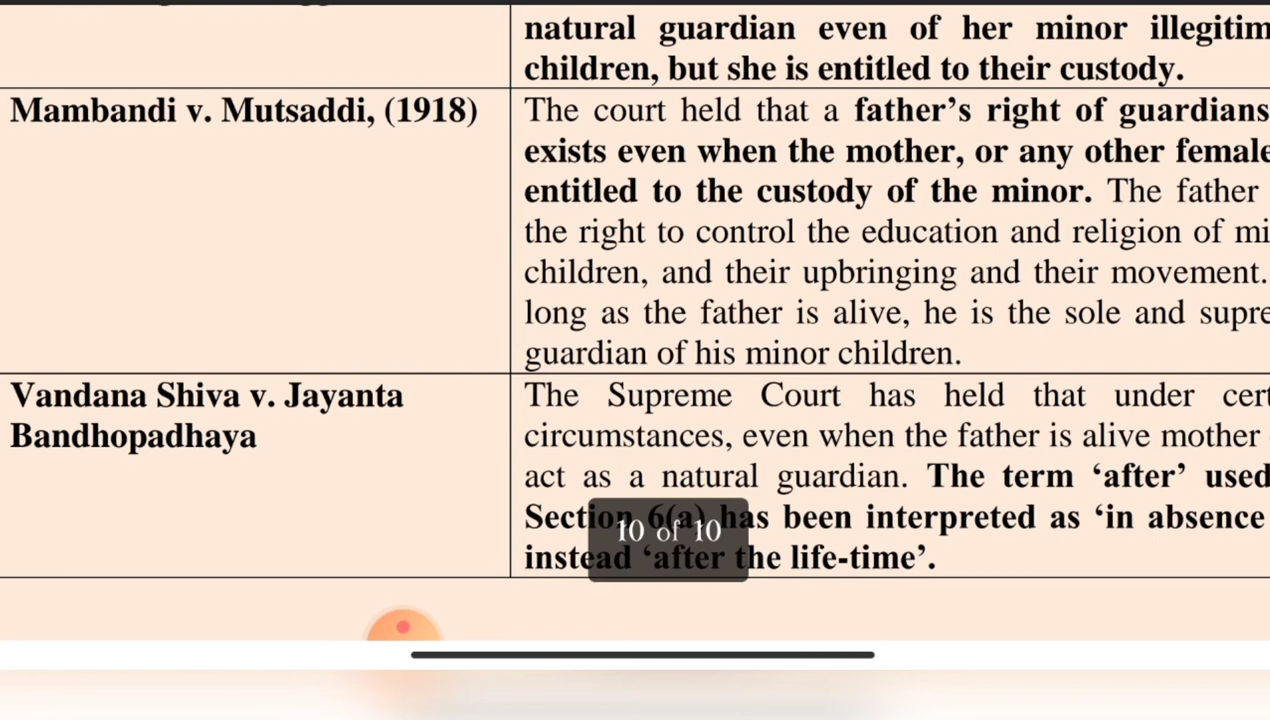 natural guardian even of her minor illegitim
children, but she is entitled to their custody.
Mambandi v. Mutsaddi, (1918)
The court held that a father’s right of guardians
exists even when the mother, or any other female
entitled to the custody of the minor. The father
the right to control the education and religion of mi
children, and their upbringing and their movement.
long as the father is alive, he is the sole and supre
guardian of his minor children.
Vandana Shiva v. Jayanta
Bandhopadhaya
The Supreme Court has held that under cert
circumstances, even when the father is alive mother
act as a natural guardian. The term ‘after’ used
Section 6(a) has been interpreted as ‘in absence
instead ‘after the life-time’.
10 of 10